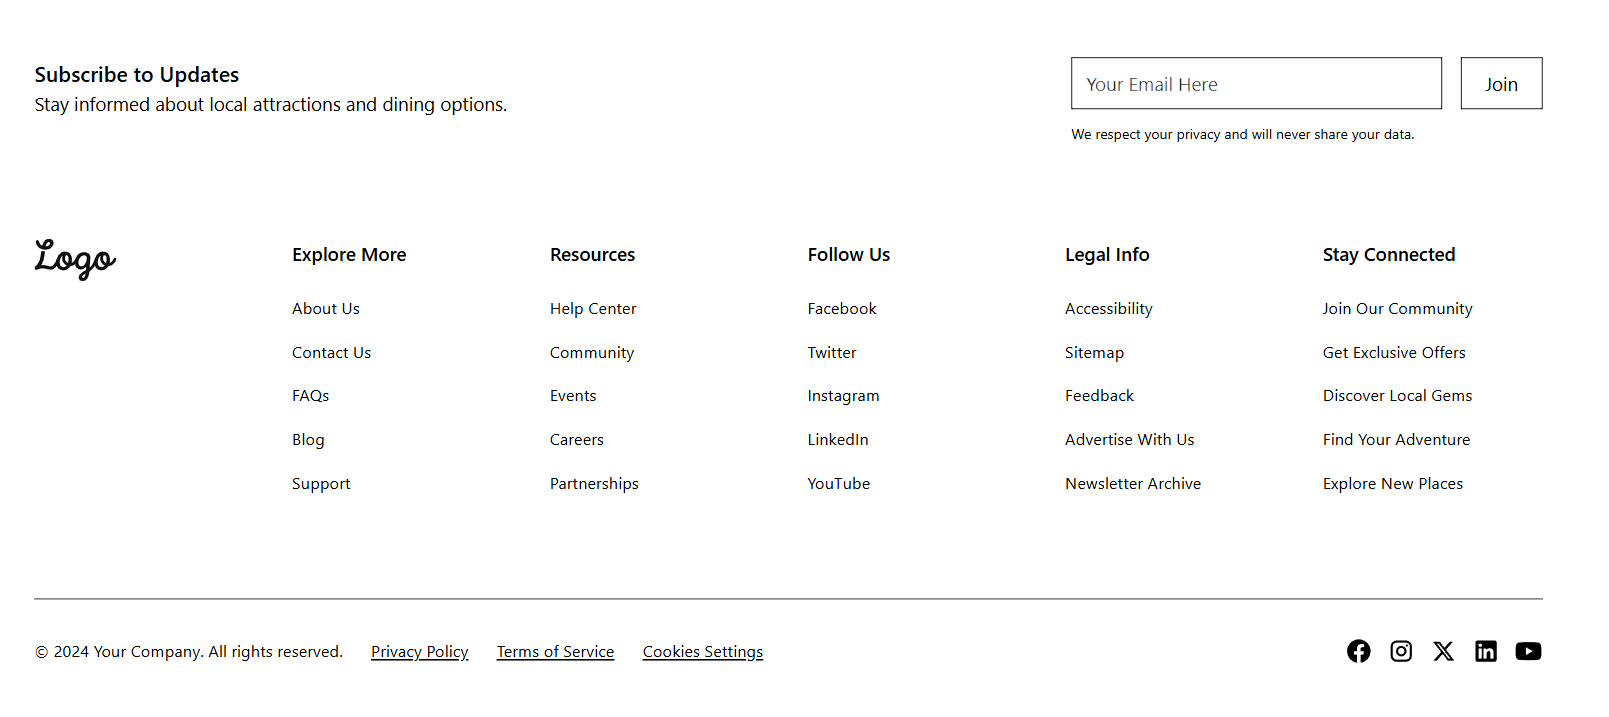 Subscribe to Updates
Stay informed about local attractions and dining options.
Your Email Here
Join
We respect your privacy and will never share your data.
Logo
Explore More
About Us
Contact Us
FAQs
Blog
Support
Resources
Help Center
Community
Events
Careers
Partnerships
Follow Us
Facebook
Twitter
Instagram
LinkedIn
YouTube
Legal Info
Accessibility
Sitemap
Feedback
Advertise With Us
Newsletter Archive
Stay Connected
Join Our Community
Get Exclusive Offers
Discover Local Gems
Find Your Adventure
Explore New Places
© 2024 Your Company. All rights reserved.
Privacy Policy
Terms of Service
Cookies Settings